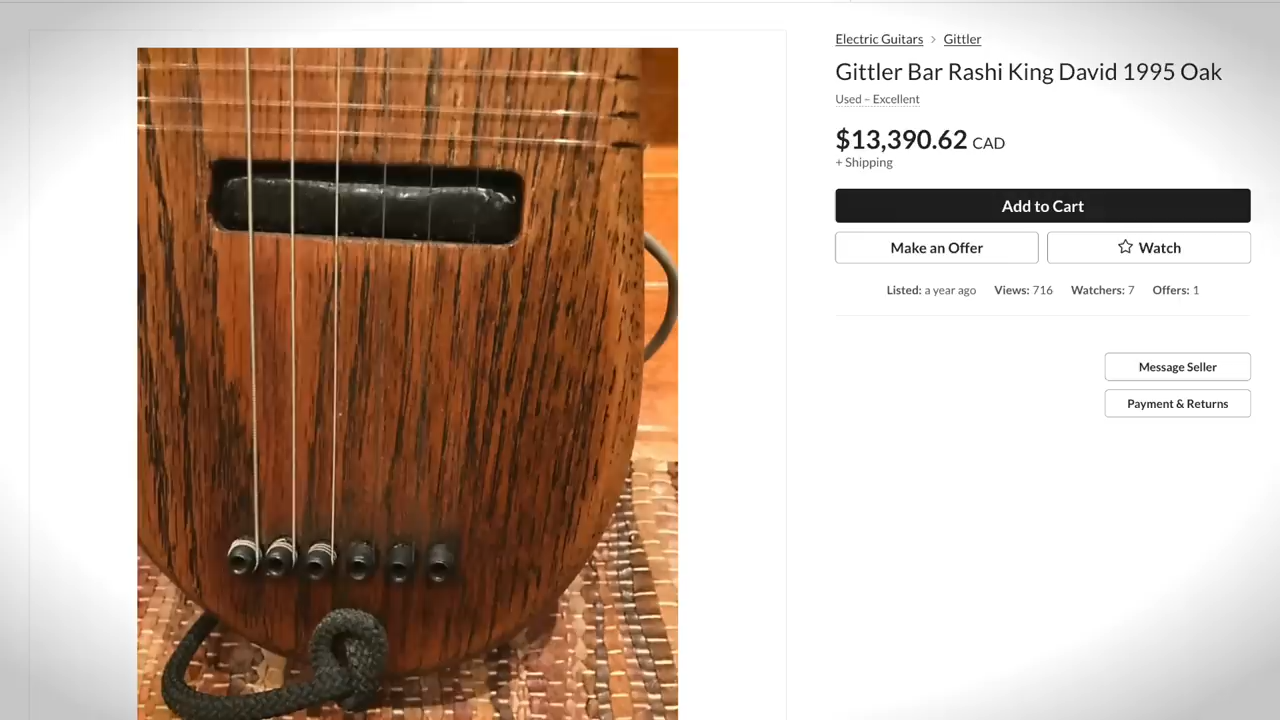 Electric Guitars > Gittler
Gittler Bar Rashi King David 1995 Oak
Used – Excellent
$13,390.62 CAD
+ Shipping
Add to Cart
Make an Offer
Watch
Listed: a year ago Views: 716 Watchers: 7 Offers: 1
Message Seller
Payment & Returns